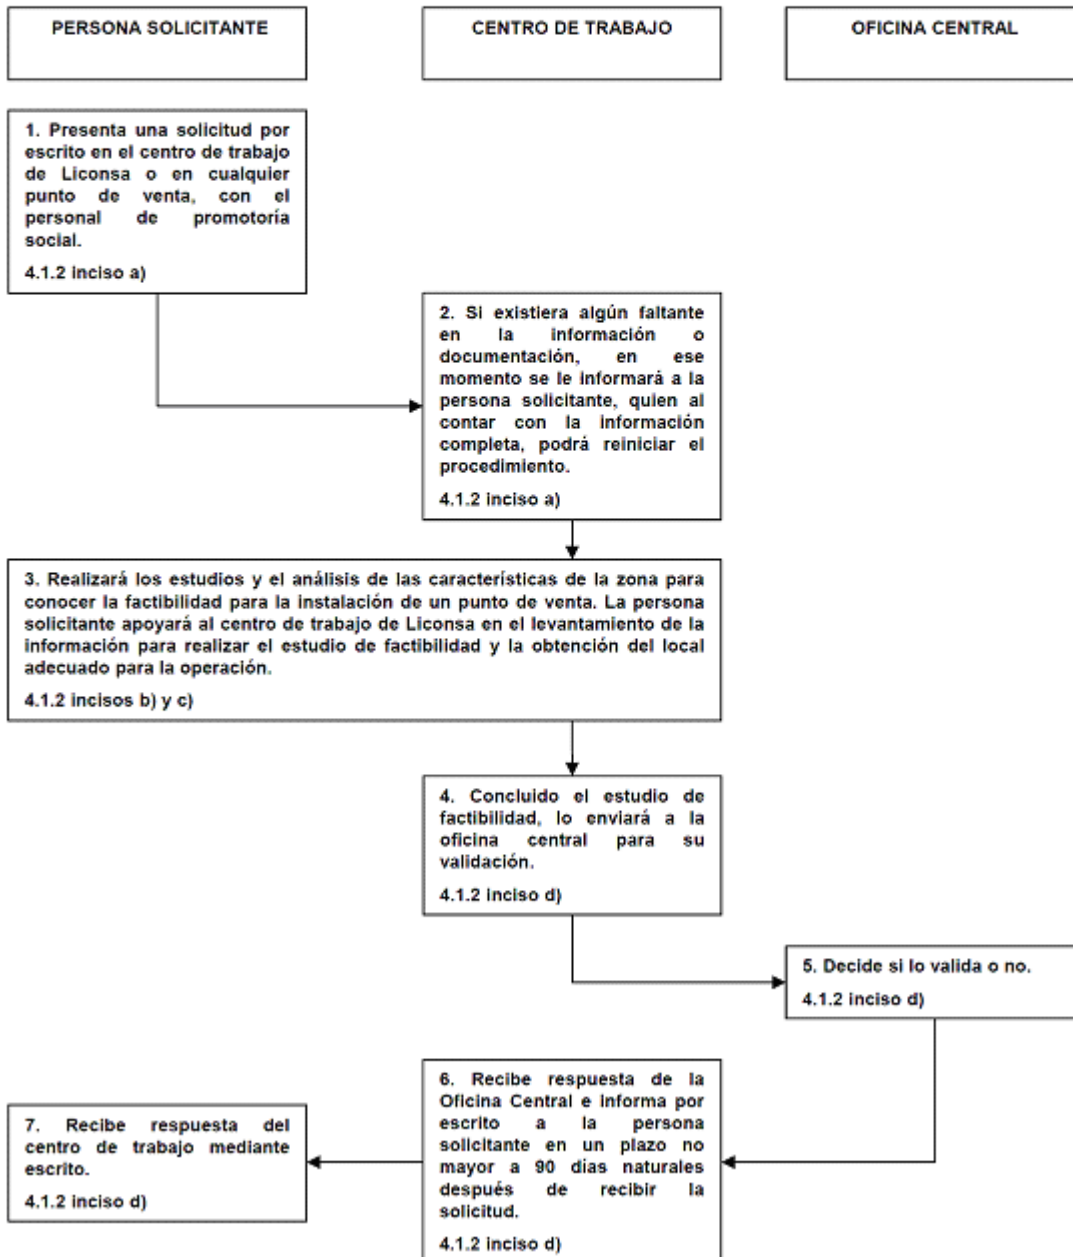 PERSONA SOLICITANTE
CENTRO DE TRABAJO
OFICINA CENTRAL
1. Presenta una solicitud por
escrito en el centro de trabajo
de Liconsa o en cualquier
punto de venta, con el
personal de promotoría
social.
4.1.2 inciso a)
2. Si existiera algún faltante
en la información o
documentación, en ese
momento se le informará a la
persona solicitante, quien al
contar con la información
completa, podrá reiniciar el
procedimiento.
4.1.2 inciso a)
3. Realizará los estudios y el análisis de las características de la zona para
conocer la factibilidad para la instalación de un punto de venta. La persona
solicitante apoyará al centro de trabajo de Liconsa en el levantamiento de la
información para realizar el estudio de factibilidad y la obtención del local
adecuado para la operación.
4.1.2 incisos b) y c)
4. Concluido el estudio de
factibilidad, lo enviará a la
oficina central para su
validación.
4.1.2 inciso d)
5. Decide si lo valida o no.
4.1.2 inciso d)
6. Recibe respuesta de la
Oficina Central e informa por
escrito a la persona
solicitante en un plazo no
mayor a 90 días naturales
después de recibir la
solicitud.
4.1.2 inciso d)
7. Recibe respuesta del
centro de trabajo mediante
escrito.
4.1.2 inciso d)